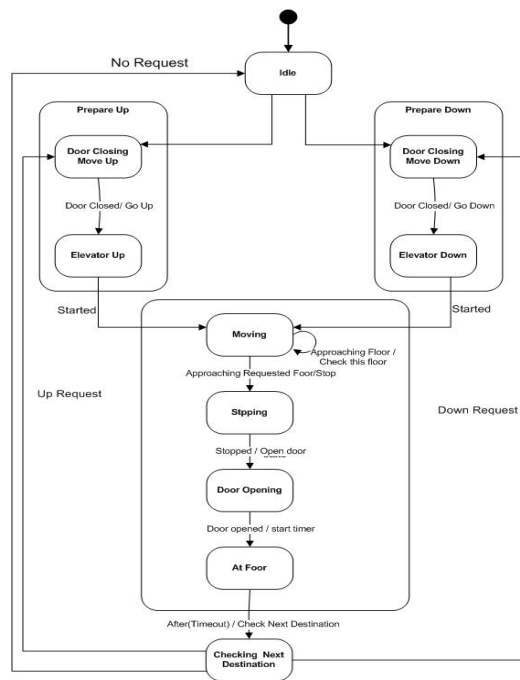 No Request
Idle
Prepare Up
Prepare Down
Door Closing
Move Up
Door Closing
Move Down
Door Closed/ Go Up
Door Closed/ Go Down
Elevator Up
Elevator Down
Started
Started
Moving
Approaching Floor /
Check this floor
Approaching Requested Foor/Stop
Up Request
Down Request
Stpping
Stopped / Open door
Door Opening
Door opened / start timer
At Foor
After(Timeout) / Check Next Destination
Checking Next
Destination